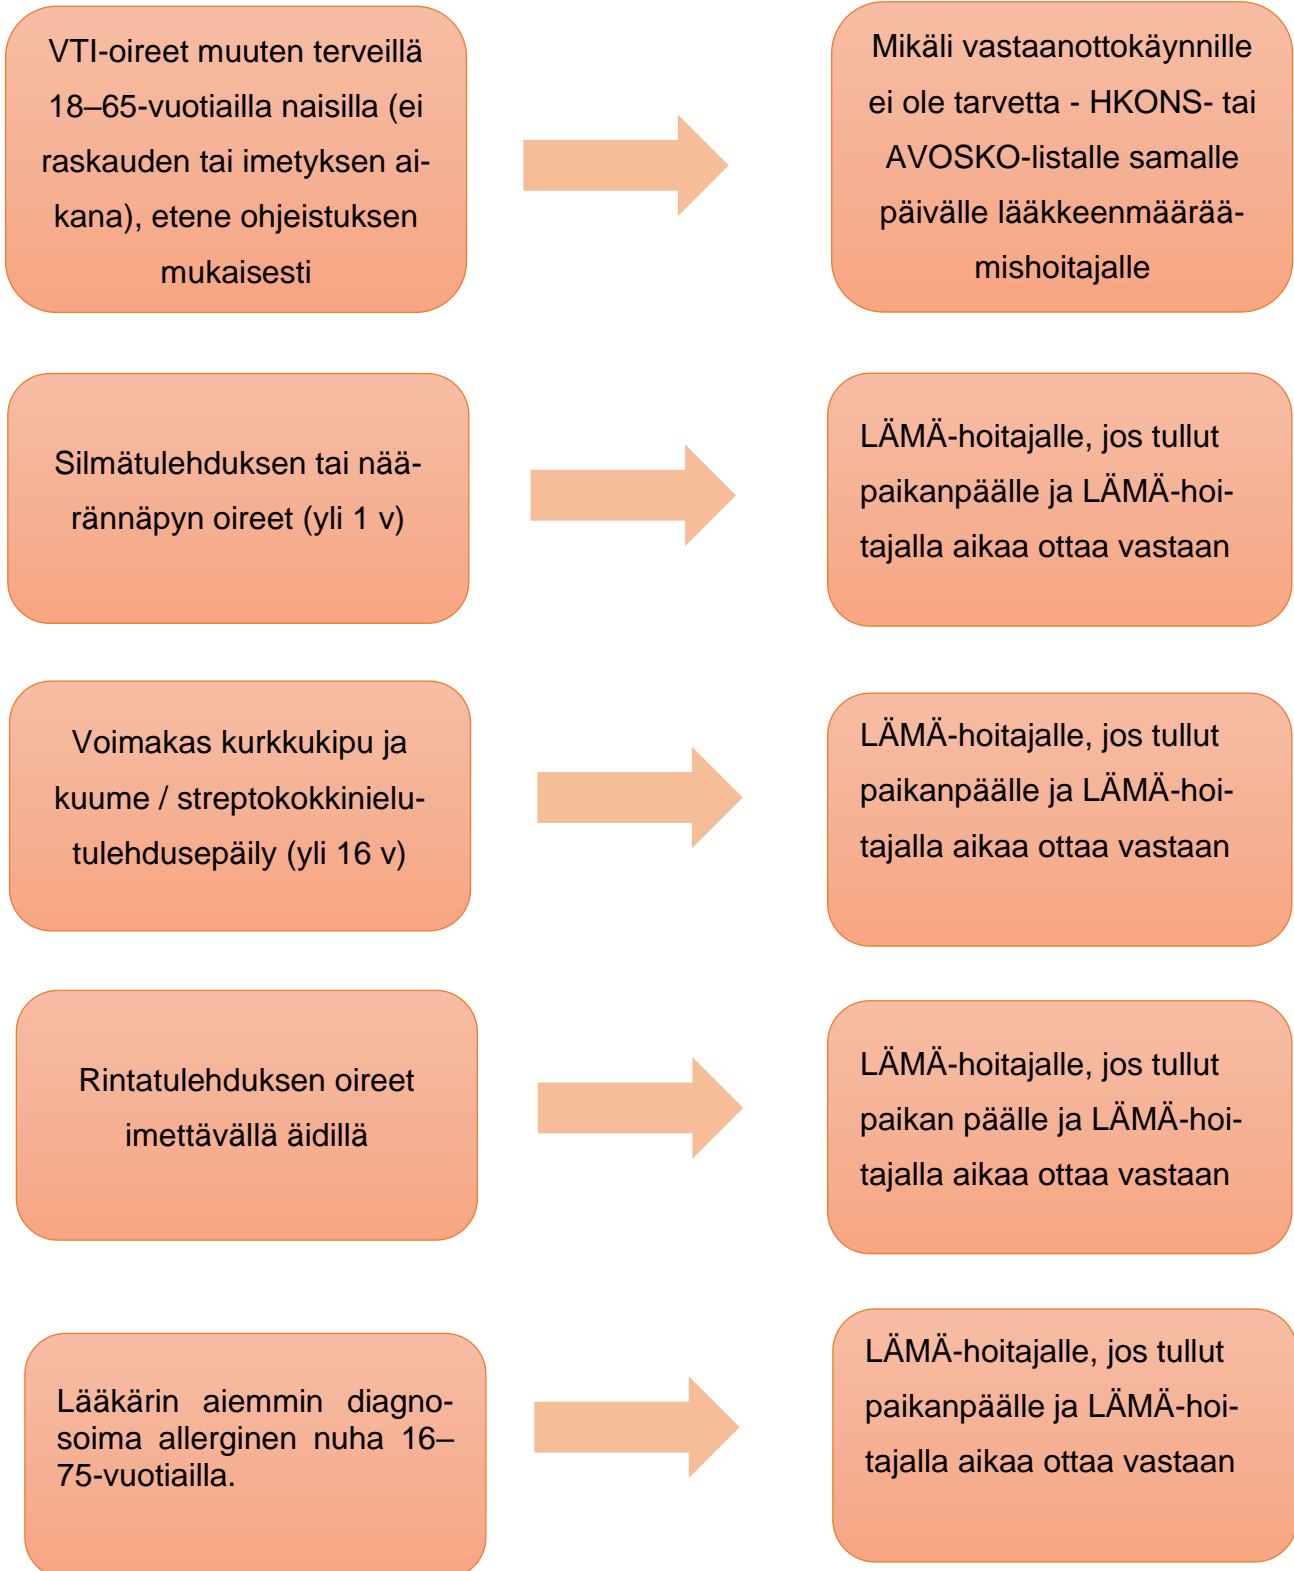 VTI-oireet muuten terveillä
18–65-vuotiailla naisilla (ei
raskauden tai imetyksen ai-
kana), etene ohjeistuksen
mukaisesti
Mikäli vastaanottokäynnille
ei ole tarvetta - HKONS- tai
AVOSKO-listalle samalle
päivälle lääkkeenmäärää-
mishoitajalle
Silmätulehduksen tai nää-
rännäpyn oireet (yli 1 v)
LÄMÄ-hoitajalle, jos tullut
paikanpäälle ja LÄMÄ-hoi-
tajalla aikaa ottaa vastaan
Voimakas kurkkukipu ja
kuume / streptokokkinielu-
tulehdusepäily (yli 16 v)
LÄMÄ-hoitajalle, jos tullut
paikanpäälle ja LÄMÄ-hoi-
tajalla aikaa ottaa vastaan
Rintatulehduksen oireet
imettävällä äidillä
LÄMÄ-hoitajalle, jos tullut
paikan päälle ja LÄMÄ-hoi-
tajalla aikaa ottaa vastaan
Lääkärin aiemmin diagno-
soima allerginen nuha 16–
75-vuotiailla.
LÄMÄ-hoitajalle, jos tullut
paikanpäälle ja LÄMÄ-hoi-
tajalla aikaa ottaa vastaan